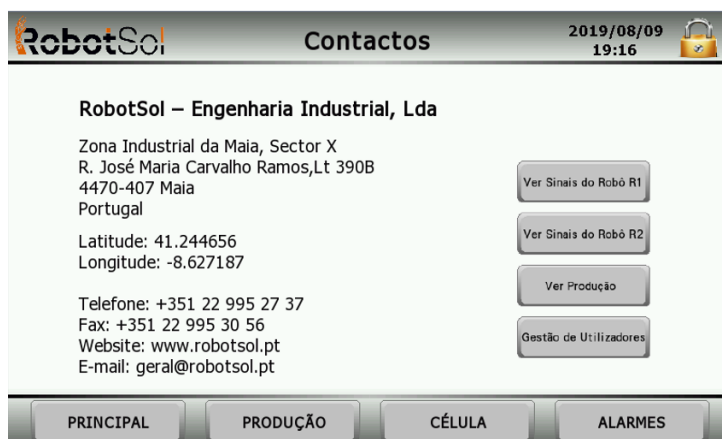 RobotSol
Contactos
2019/08/09
19:16
RobotSol – Engenharia Industrial, Lda
Zona Industrial da Maia, Sector X
R. José Maria Carvalho Ramos,Lt 390B
4470-407 Maia
Portugal
Latitude: 41.244656
Longitude: -8.627187
Telefone: +351 22 995 27 37
Fax: +351 22 995 30 56
Website: www.robotsol.pt
E-mail: geral@robotsol.pt
Ver Sinais do Robô R1
Ver Sinais do Robô R2
Ver Produção
Gestão de Utilizadores
PRINCIPAL
PRODUÇÃO
CÉLULA
ALARMES